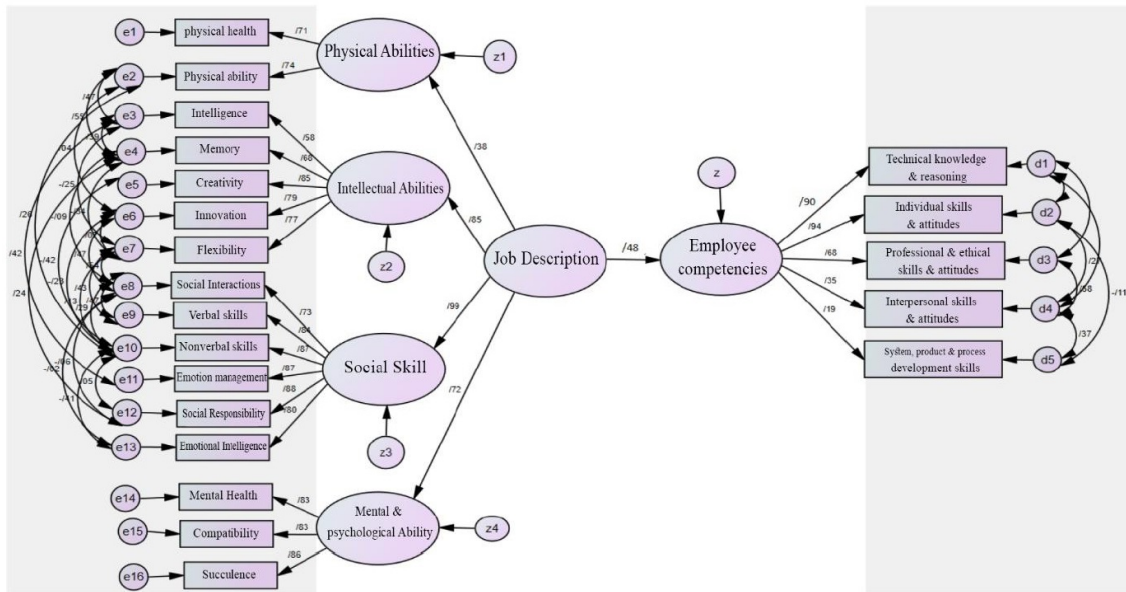 e1
physical health
/71
Physical Abilities
z1
e2
Physical ability
/74
e3
Intelligence
/58
e4
Memory
/68
e5
Creativity
/85
Intellectual Abilities
e6
Innovation
/79
e7
Flexibility
/77
z2
e8
Social Interactions
/73
e9
Verbal skills
/84
e10
Nonverbal skills
/87
Social Skill
e11
Emotion management
/87
e12
Social Responsibility
/88
e13
Emotional Intelligence
/80
z3
e14
Mental Health
/83
Mental &
psychological Ability
z4
e15
Compatibility
/83
e16
Succulence
/86
/38
/85
/99
/72
Job Description
/48
z
Employee
competencies
/90
/94
/68
/35
/19
Technical knowledge
& reasoning
d1
Individual skills
& attitudes
d2
Professional & ethical
skills & attitudes
d3
Interpersonal skills
& attitudes
d4
System, product & process
development skills
d5
-/11
/37
/47
/55
/04
-/25
-/09
/26
/42
-/42
-/23
/24
/43
-/06
-/02
/05
-/41